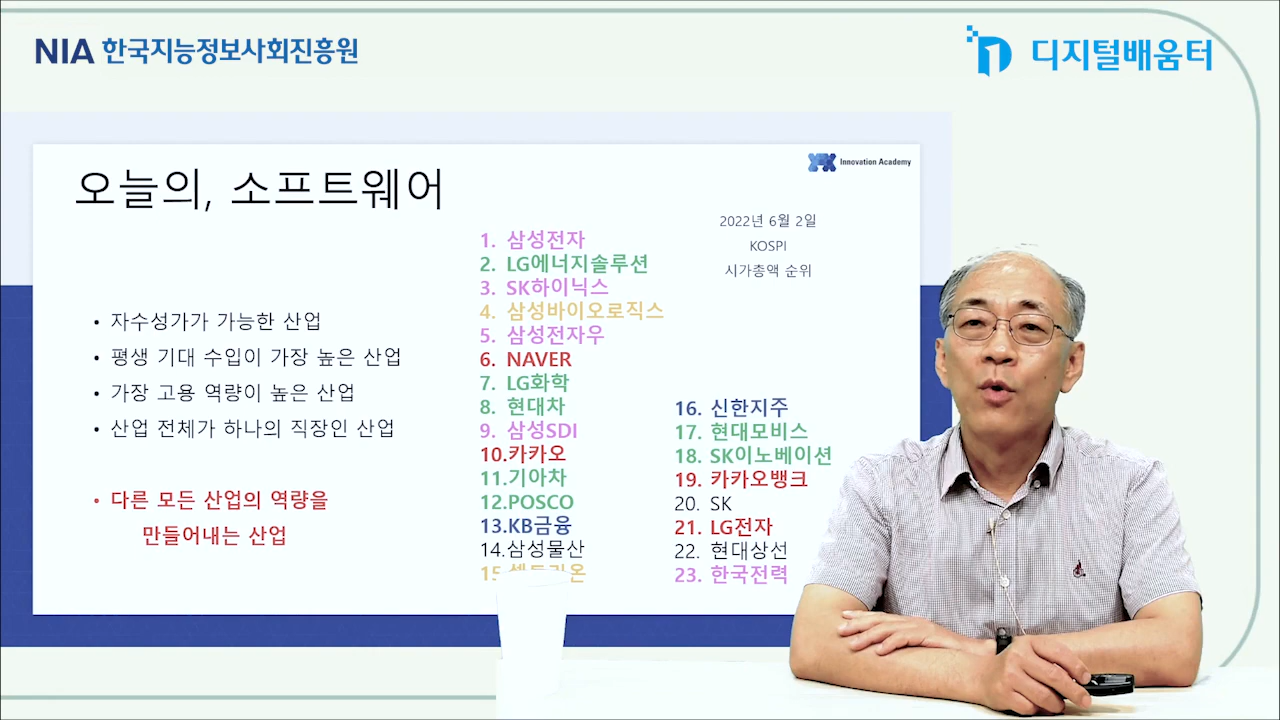 NIA 한국지능정보사회진흥원
디지털배움터
Innovation Academy
오늘의, 소프트웨어
2022년 6월 2일
KOSPI
시가총액 순위
• 자수성가가 가능한 산업
• 평생 기대 수입이 가장 높은 산업
• 가장 고용 역량이 높은 산업
• 산업 전체가 하나의 직장인 산업
• 다른 모든 산업의 역량을
만들어내는 산업
1. 삼성전자
2. LG에너지솔루션
3. SK하이닉스
4. 삼성바이오로직스
5. 삼성전자우
6. NAVER
7. LG화학
8. 현대차
9. 삼성SDI
10.카카오
11.기아차
12.POSCO
13.KB금융
14.삼성물산
15
16. 신한지주
17. 현대모비스
18. SK이노베이션
19. 카카오뱅크
20. SK
21. LG전자
22. 현대상선
23. 한국전력